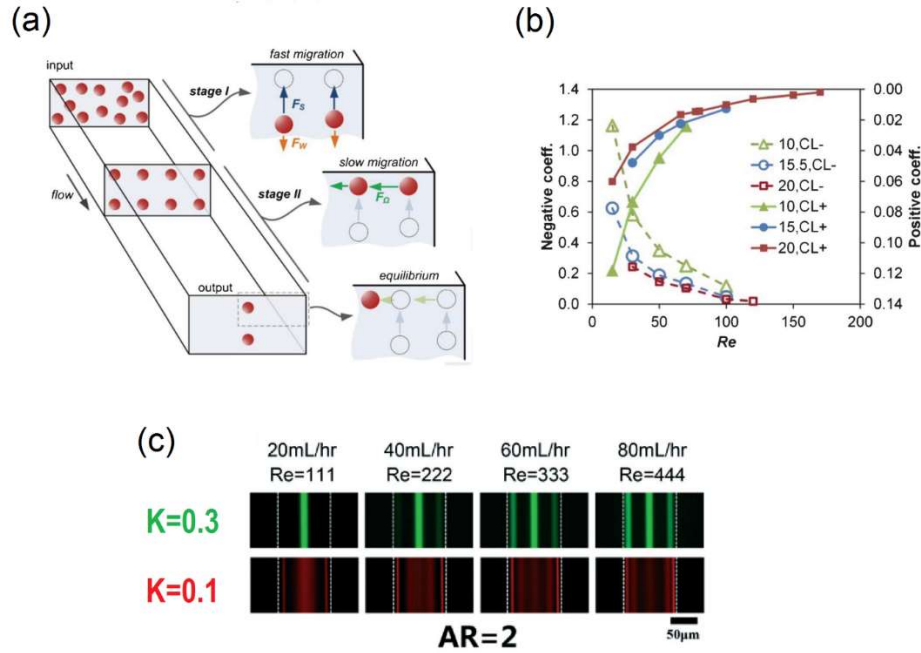 (a)
input
stage I
fast migration
F_S
F_W
flow
stage II
slow migration
F_Ω
output
equilibrium
(b)
Negative coeff.
1.4
1.2
1.0
0.8
0.6
0.4
0.2
0.0
0
50
100
150
200
Re
0.00
0.02
0.04
0.06
0.08
0.10
0.12
0.14
Positive coeff.
10,CL-
15.5,CL-
20,CL-
10,CL+
15,CL+
20,CL+
(c)
20mL/hr 40mL/hr 60mL/hr 80mL/hr
Re=111 Re=222 Re=333 Re=444
K=0.3
K=0.1
AR=2
50μm